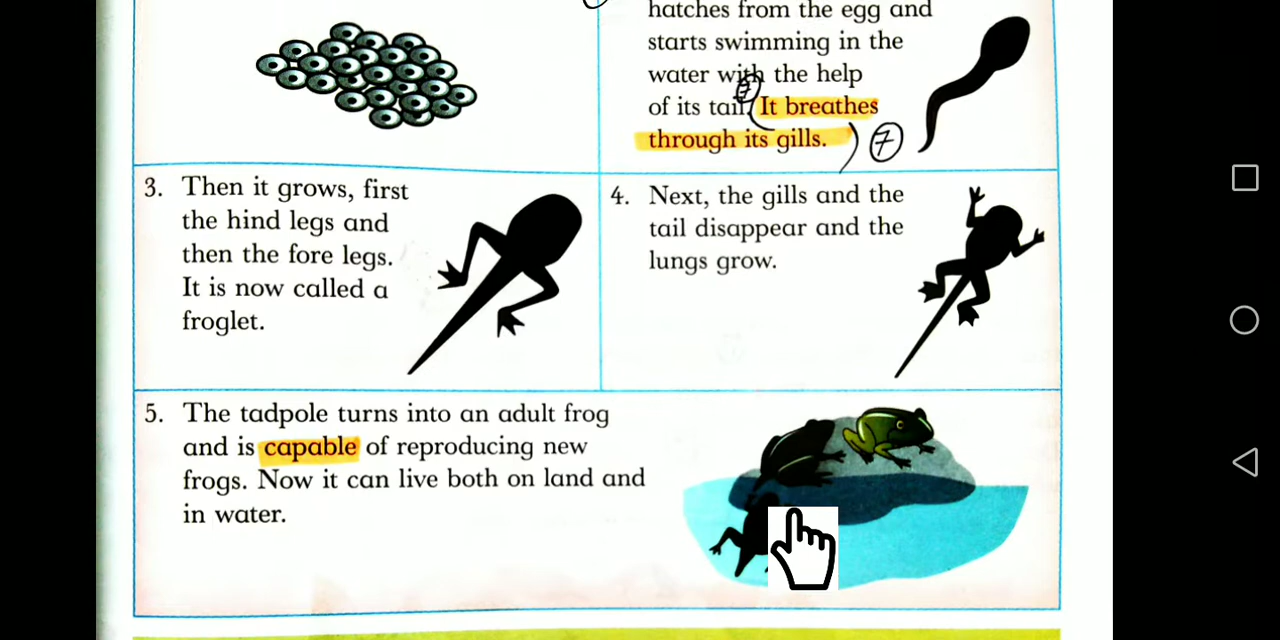 hatches from the egg and
starts swimming in the
water with the help
of its tail. It breathes
through its gills. 7
3. Then it grows, first
the hind legs and
then the fore legs.
It is now called a
froglet.
4. Next, the gills and the
tail disappear and the
lungs grow.
5. The tadpole turns into an adult frog
and is capable of reproducing new
frogs. Now it can live both on land and
in water.